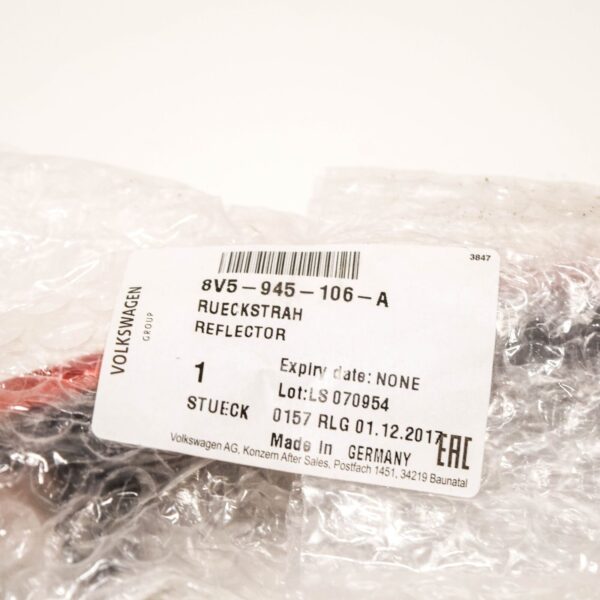 3847
8V5-945-106-A
RUECKSTRAH
REFLECTOR
VOLKSWAGEN
GROUP
1
STUECK
Expiry date: NONE
Lot:LS 070954
0157 RLG 01.12.2017
Made In GERMANY
EAC
Volkswagen AG, Konzern After Sales, Postfach 1451, 34219 Baunatal